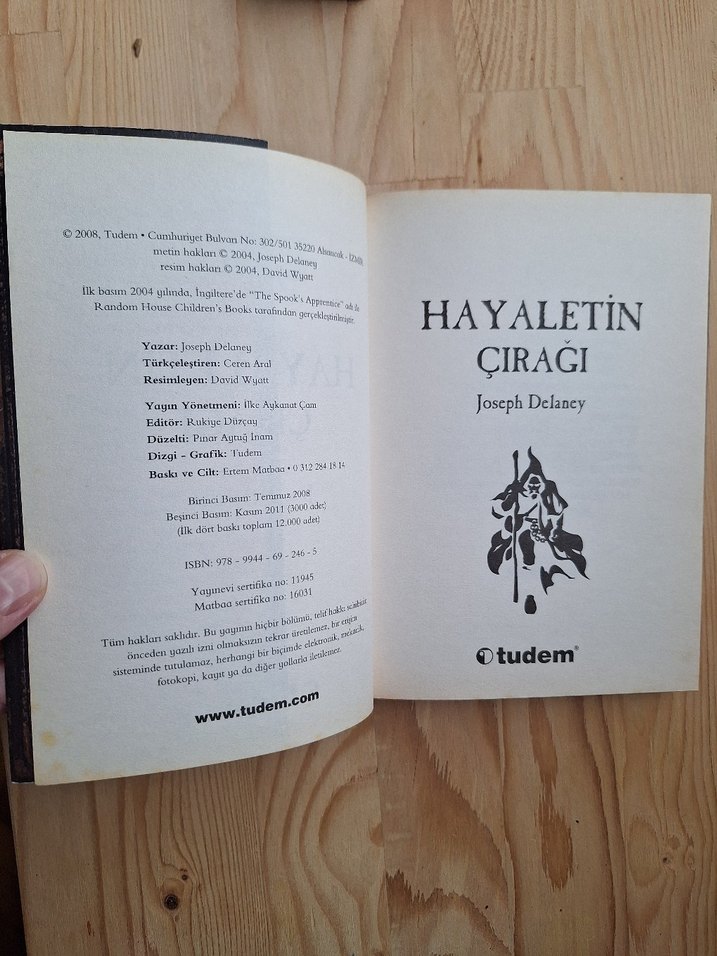 © 2008, Tudem • Cumhuriyet Bulvarı No: 302/501 35220 Alsancak - İZMİR
metin hakları © 2004, Joseph Delaney
resim hakları © 2004, David Wyatt
İlk basım 2004 yılında, İngiltere'de "The Spook's Apprentice" adı ile
Random House Children's Books tarafından gerçekleştirilmiştir.
Yazar: Joseph Delaney
Türkçeleştiren: Ceren Aral
Resimleyen: David Wyatt
Yayın Yönetmeni: İlke Aykanat Çam
Editör: Rukiye Düzçay
Düzelti: Pınar Aytuğ İnam
Dizgi - Grafik: Tudem
Baskı ve Cilt: Ertem Matbaa • 0 312 284 18 14
Birinci Basım: Temmuz 2008
Beşinci Basım: Kasım 2011 (3000 adet)
(İlk dört baskı toplam 12.000 adet)
ISBN: 978 - 9944 - 69 - 246 - 5
Yayınevi sertifika no: 11945
Matbaa sertifika no: 16031
Tüm hakları saklıdır. Bu yayının hiçbir bölümü, telif hakkı sahibinin
önceden yazılı izni olmaksızın tekrar üretilemez, bir erişim
sisteminde tutulamaz, herhangi bir biçimde elektronik, mekanik,
fotokopi, kayıt ya da diğer yollarla iletilemez.
www.tudem.com
HAYALETİN
ÇIRAĞI
Joseph Delaney
tudem®